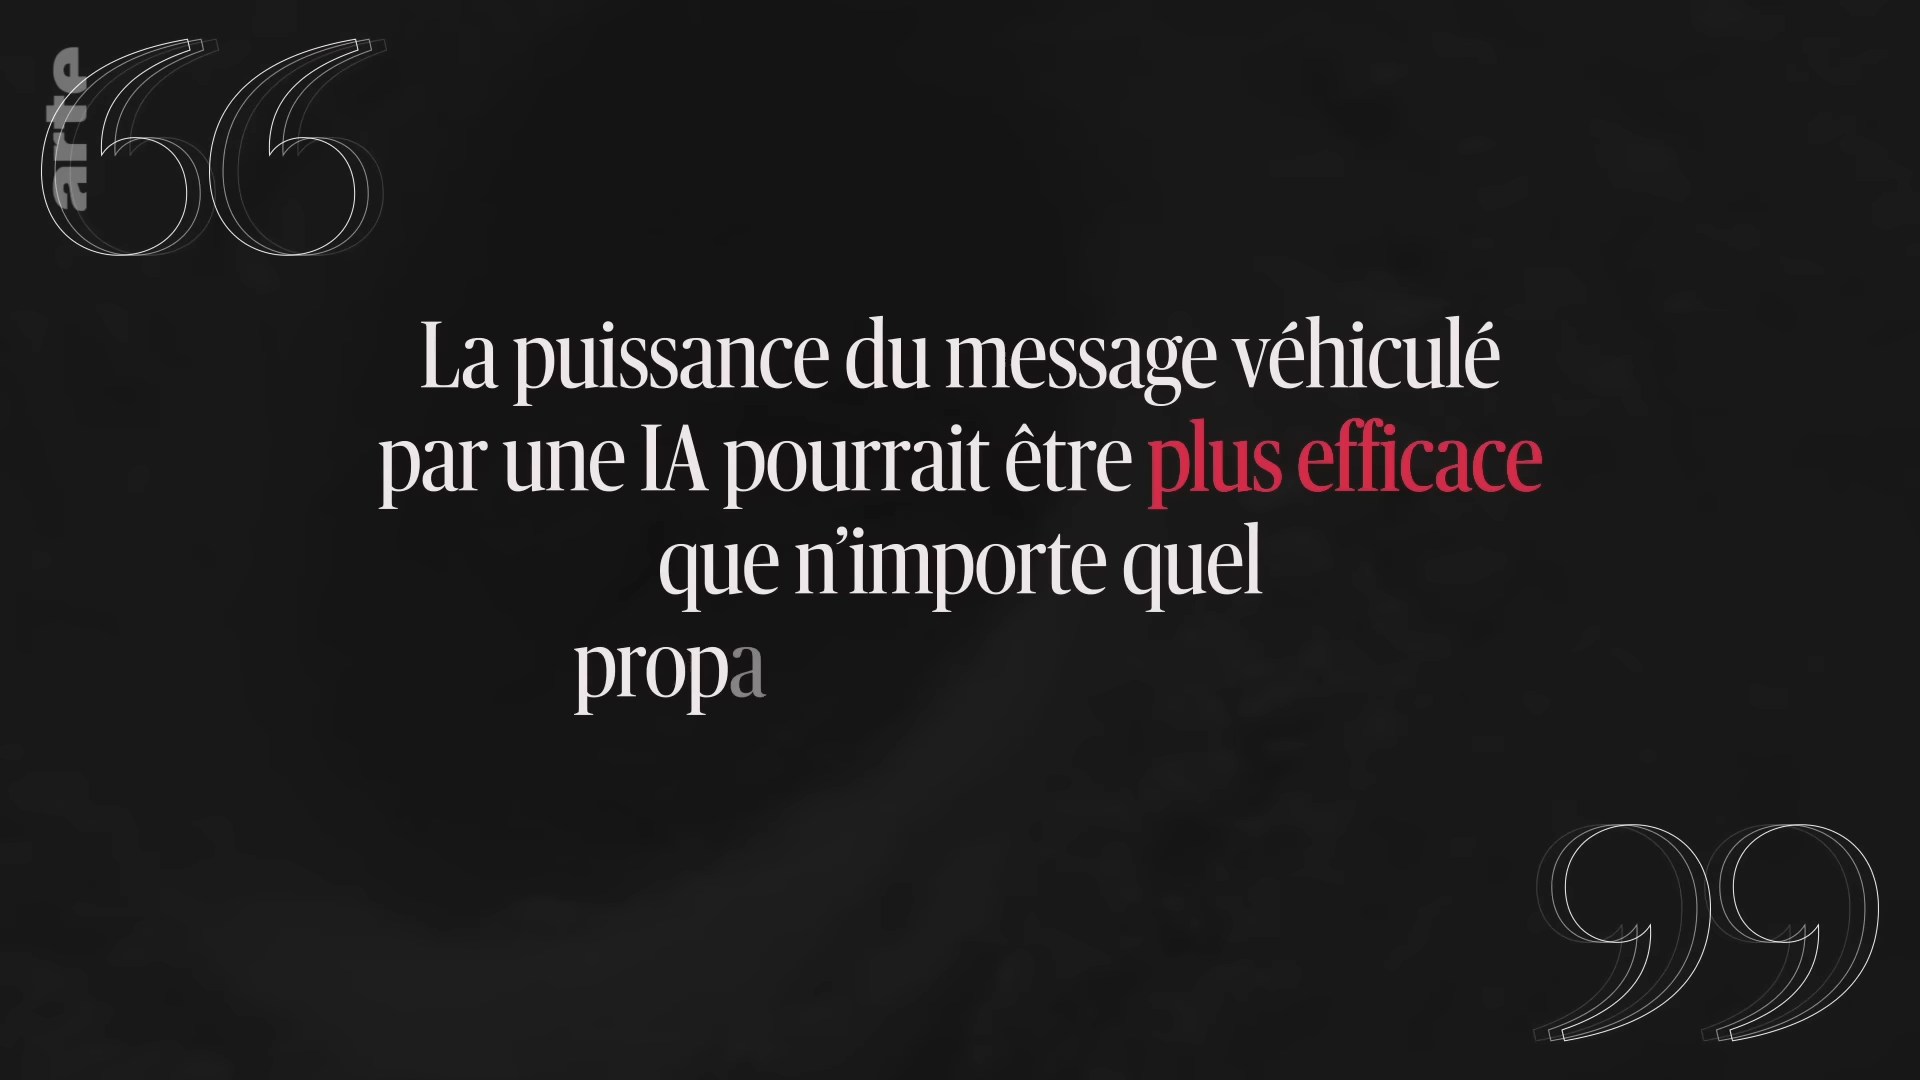 arte
La puissance du message véhiculé
par une IA pourrait être plus efficace
que n’importe quel
propa